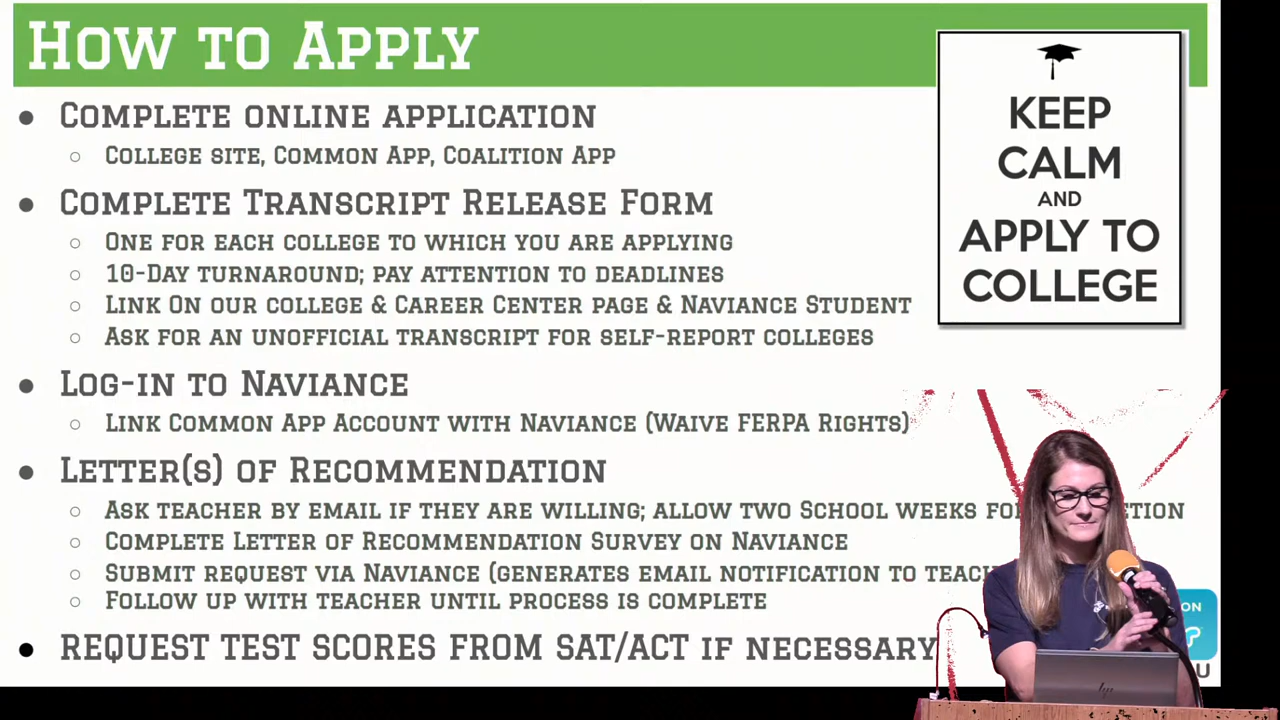 How to Apply
KEEP
CALM
AND
APPLY TO
COLLEGE
● Complete online application
○ College site, Common App, Coalition App
● Complete Transcript Release Form
○ One for each college to which you are applying
○ 10-Day turnaround; pay attention to deadlines
○ Link On our college & Career Center page & Naviance Student
○ Ask for an unofficial transcript for self-report colleges
● Log-in to Naviance
○ Link Common App Account with Naviance (Waive FERPA Rights)
● Letter(s) of Recommendation
○ Ask teacher by email if they are willing; allow two School weeks
○ Complete Letter of Recommendation Survey on Naviance
○ Submit request via Naviance (generates email notification to
○ Follow up with teacher until process is complete
● REQUEST TEST SCORES FROM SAT/ACT if necessary
hp